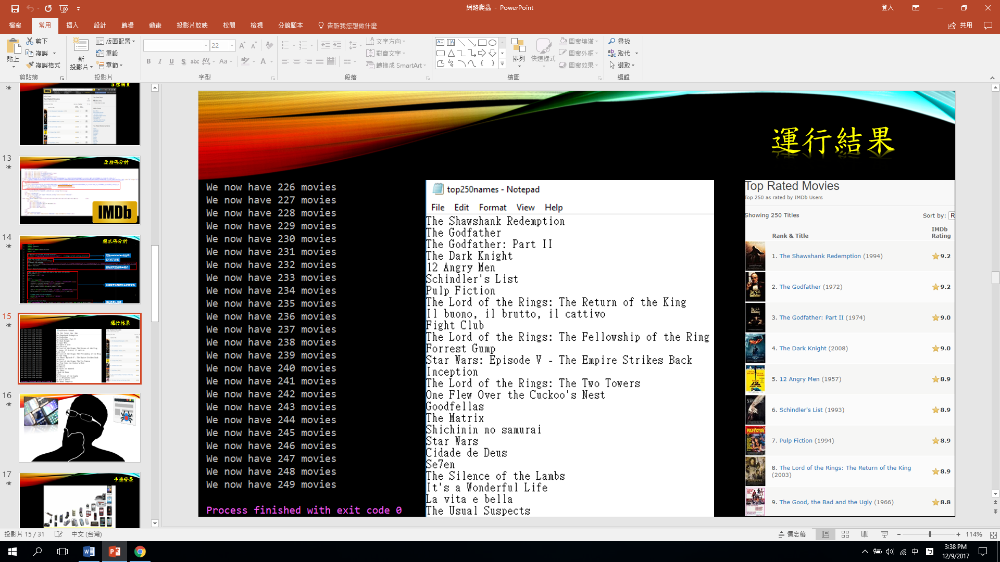 網路爬蟲 - PowerPoint
登入
檔案 常用 插入 設計 轉場 動畫 投影片放映 校閱 檢視 分鏡腳本 告訴我您想做什麼
共用
貼上
剪下
複製
複製格式
剪貼簿
新
投影片
版面配置
重設
章節
投影片
22
字型
文字方向
對齊文字
轉換成 SmartArt
段落
排列
快速樣式
圖案填滿
圖案外框
圖案效果
繪圖
尋找
取代
選取
編輯
目標網頁
13
原始碼分析
IMDb
14
程式碼分析
15
運行結果
16
17
手機發展
運行結果
We now have 226 movies
We now have 227 movies
We now have 228 movies
We now have 229 movies
We now have 230 movies
We now have 231 movies
We now have 232 movies
We now have 233 movies
We now have 234 movies
We now have 235 movies
We now have 236 movies
We now have 237 movies
We now have 238 movies
We now have 239 movies
We now have 240 movies
We now have 241 movies
We now have 242 movies
We now have 243 movies
We now have 244 movies
We now have 245 movies
We now have 246 movies
We now have 247 movies
We now have 248 movies
We now have 249 movies
Process finished with exit code 0
top250names - Notepad
File Edit Format View Help
The Shawshank Redemption
The Godfather
The Godfather: Part II
The Dark Knight
12 Angry Men
Schindler's List
Pulp Fiction
The Lord of the Rings: The Return of the King
Il buono, il brutto, il cattivo
Fight Club
The Lord of the Rings: The Fellowship of the Ring
Forrest Gump
Star Wars: Episode V - The Empire Strikes Back
Inception
The Lord of the Rings: The Two Towers
One Flew Over the Cuckoo's Nest
Goodfellas
The Matrix
Shichinin no samurai
Star Wars
Cidade de Deus
Se7en
The Silence of the Lambs
It's a Wonderful Life
La vita e bella
The Usual Suspects
Top Rated Movies
Top 250 as rated by IMDb Users
Showing 250 Titles
Sort by: R
Rank & Title
IMDb
Rating
1. The Shawshank Redemption (1994) 9.2
2. The Godfather (1972) 9.2
3. The Godfather: Part II (1974) 9.0
4. The Dark Knight (2008) 9.0
5. 12 Angry Men (1957) 8.9
6. Schindler's List (1993) 8.9
7. Pulp Fiction (1994) 8.9
8. The Lord of the Rings: The Return of the King
(2003) 8.9
9. The Good, the Bad and the Ugly (1966) 8.8
投影片 15 / 31
中文 (台灣)
備忘稿
114%
中
3:38 PM
12/9/2017